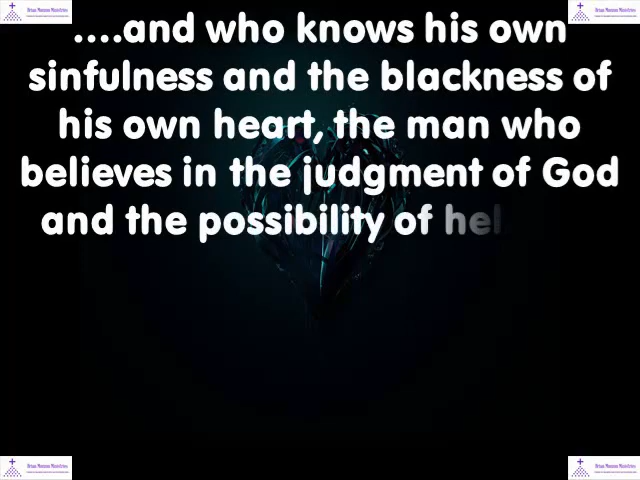 ....and who knows his own
sinfulness and the blackness of
his own heart, the man who
believes in the judgment of God
and the possibility of hel